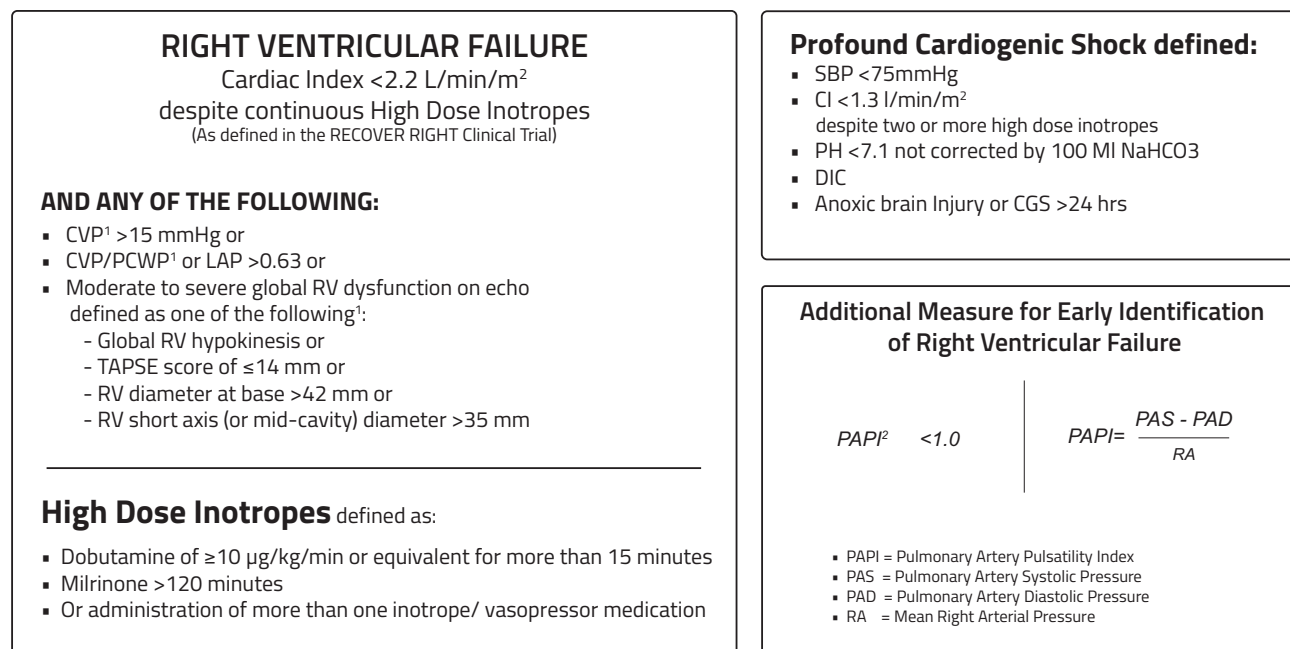 RIGHT VENTRICULAR FAILURE
Cardiac Index <2.2 L/min/m²
despite continuous High Dose Inotropes
(As defined in the RECOVER RIGHT Clinical Trial)
AND ANY OF THE FOLLOWING:
▪ CVP¹ >15 mmHg or
▪ CVP/PCWP¹ or LAP >0.63 or
▪ Moderate to severe global RV dysfunction on echo
defined as one of the following¹:
- Global RV hypokinesis or
- TAPSE score of ≤14 mm or
- RV diameter at base >42 mm or
- RV short axis (or mid-cavity) diameter >35 mm
High Dose Inotropes defined as:
▪ Dobutamine of ≥10 µg/kg/min or equivalent for more than 15 minutes
▪ Milrinone >120 minutes
▪ Or administration of more than one inotrope/ vasopressor medication
Profound Cardiogenic Shock defined:
▪ SBP <75mmHg
▪ CI <1.3 l/min/m²
despite two or more high dose inotropes
▪ PH <7.1 not corrected by 100 Ml NaHCO3
▪ DIC
▪ Anoxic brain Injury or CGS >24 hrs
Additional Measure for Early Identification
of Right Ventricular Failure
PAPI² <1.0
PAPI= PAS - PAD
RA
▪ PAPI = Pulmonary Artery Pulsatility Index
▪ PAS = Pulmonary Artery Systolic Pressure
▪ PAD = Pulmonary Artery Diastolic Pressure
▪ RA = Mean Right Arterial Pressure